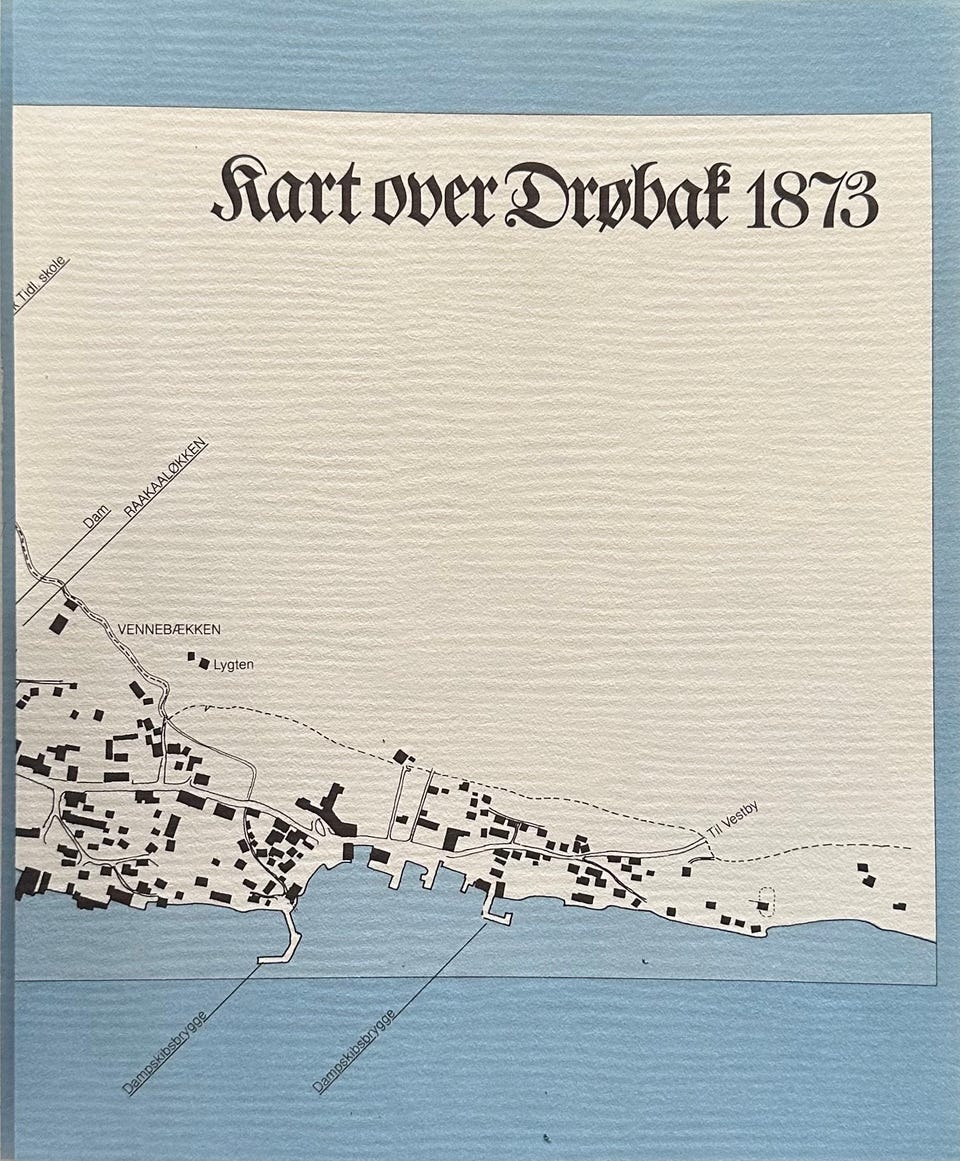 Kart over Drøbak 1873
Tidl. skole
RAAKAALØKKEN
Dam
VENNEBÆKKEN
Lygten
Til Vestby
Dampskibsbrygge
Dampskibsbrygge